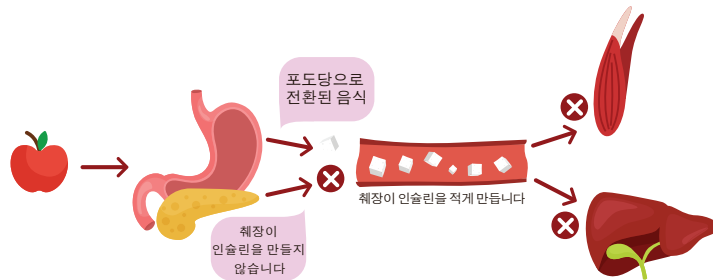 포도당으로
전환된 음식
췌장이 인슐린을 적게 만듭니다
췌장이
인슐린을 만들지
않습니다